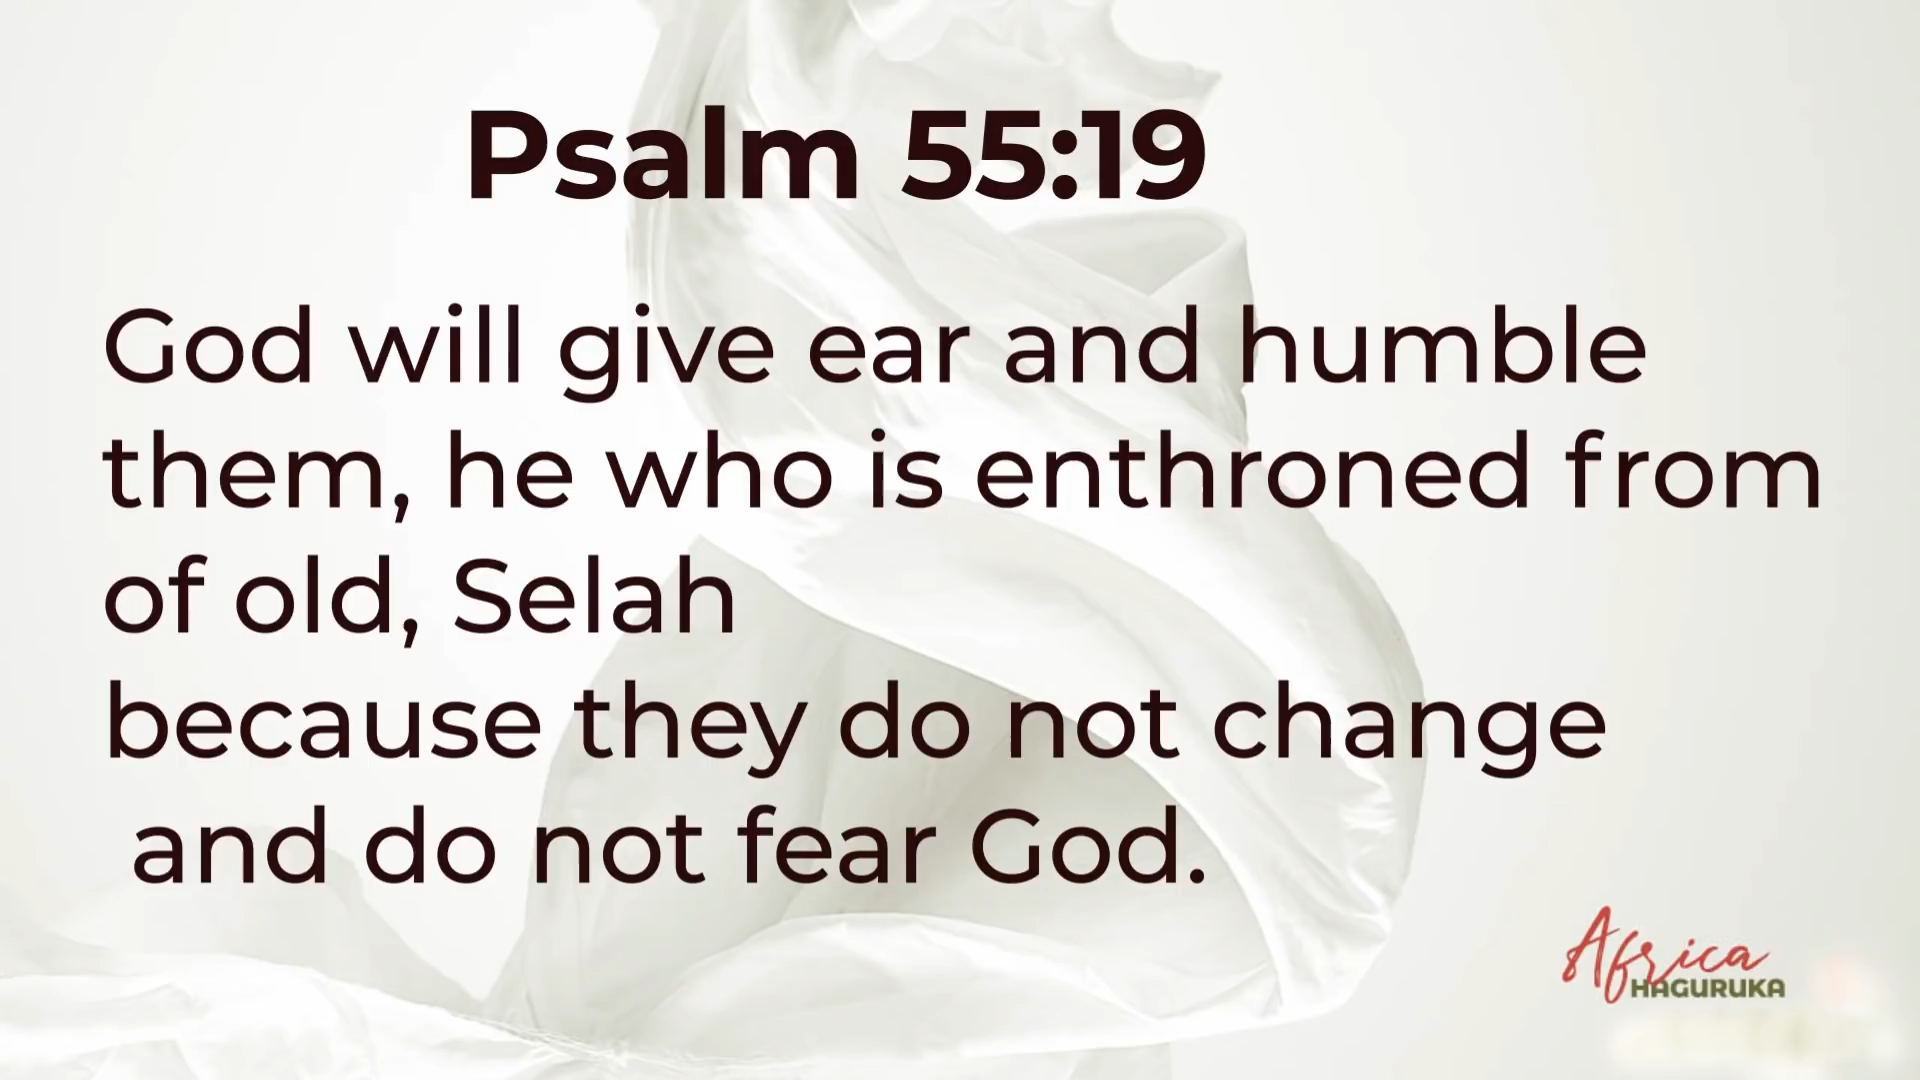 Psalm 55:19
God will give ear and humble
them, he who is enthroned from
of old, Selah
because they do not change
and do not fear God.
Africa
HAGURUKA